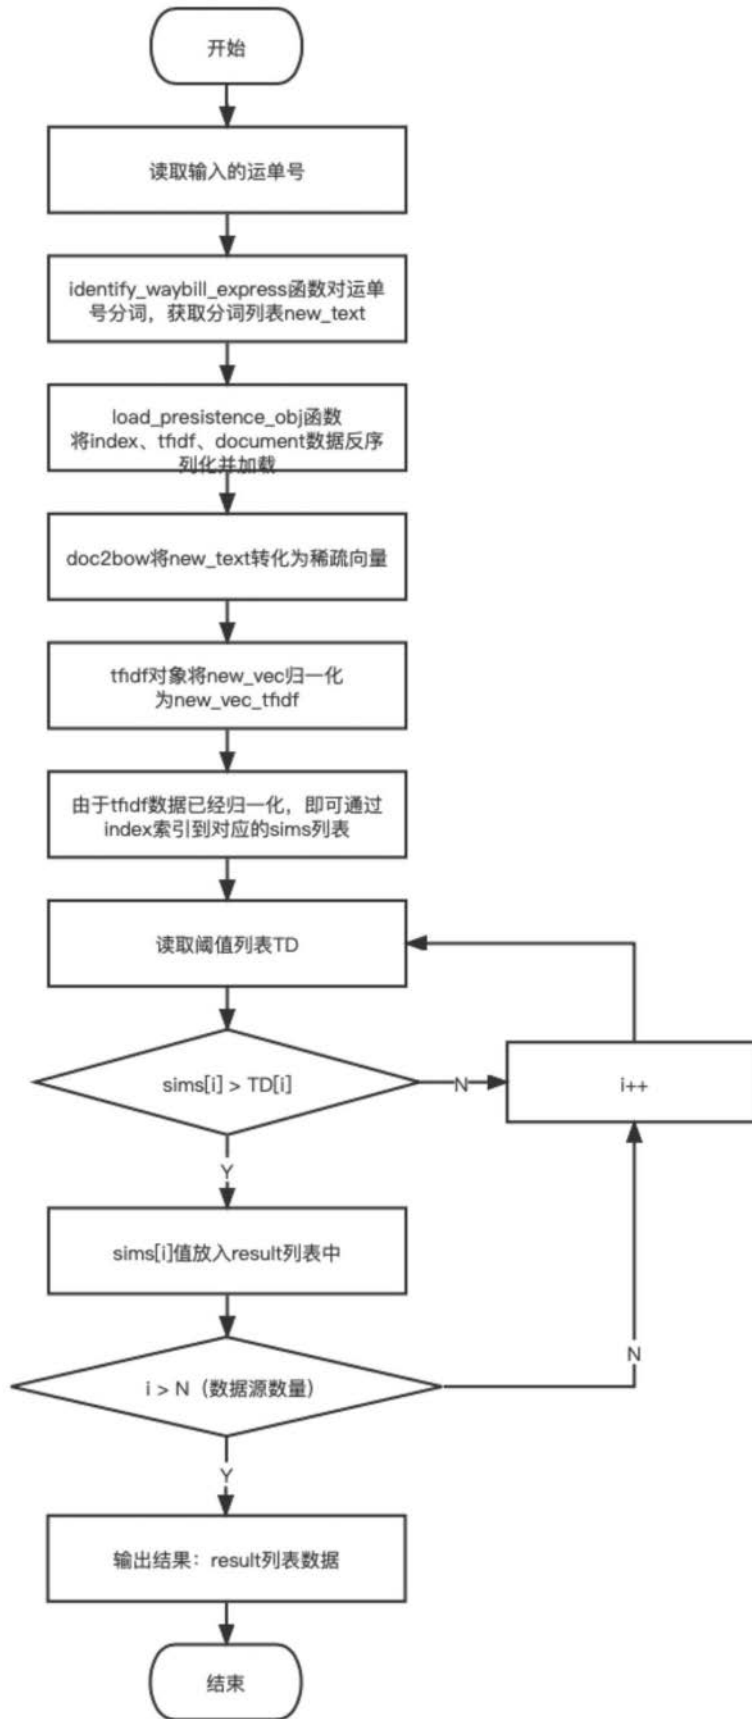 开始
读取输入的运单号
identify_waybill_express函数对运单
号分词，获取分词列表new_text
load_presistence_obj函数
将index、tfidf、document数据反序
列化并加载
doc2bow将new_text转化为稀疏向量
tfidf对象将new_vec归一化
为new_vec_tfidf
由于tfidf数据已经归一化，即可通过
index索引到对应的sims列表
读取阈值列表TD
sims[i] > TD[i]
N
i++
Y
sims[i]值放入result列表中
i > N（数据源数量）
N
Y
输出结果：result列表数据
结束